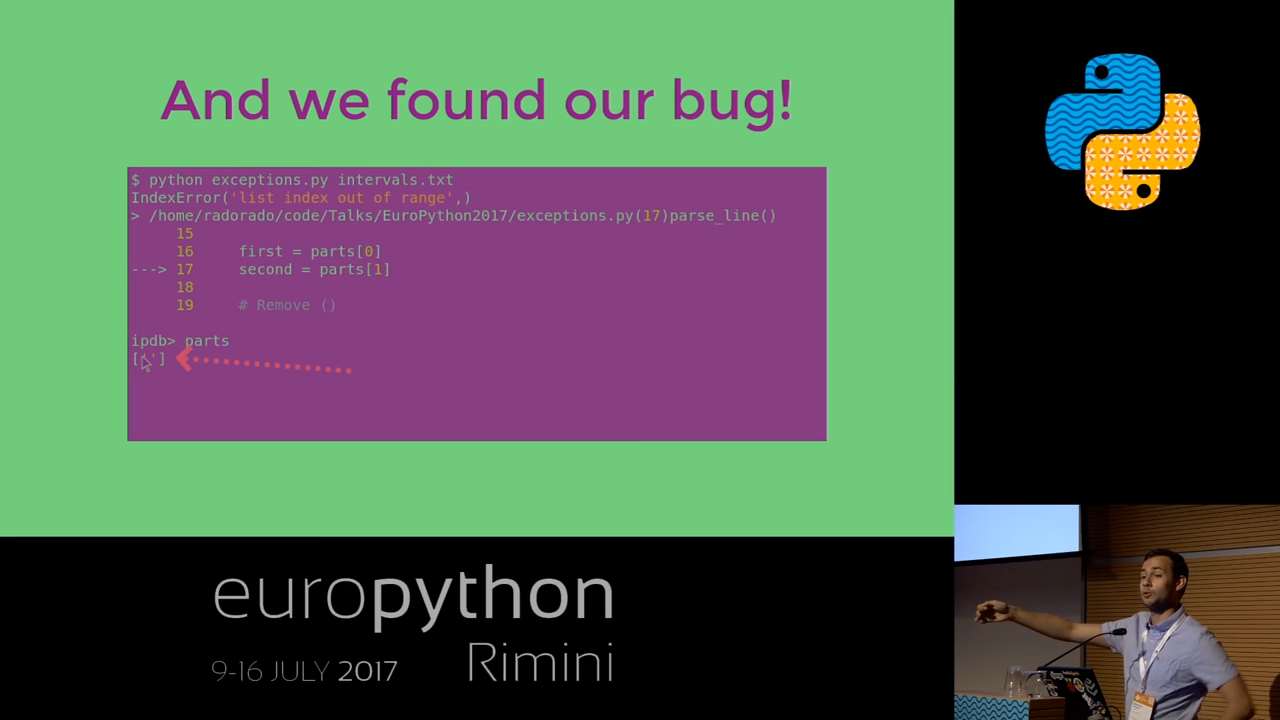 And we found our bug!
$ python exceptions.py intervals.txt
IndexError('list index out of range',)
> /home/radorado/code/Talks/EuroPython2017/exceptions.py(17)parse_line()
15
16 first = parts[0]
---> 17 second = parts[1]
18
19 # Remove ()
ipdb> parts
['']
europython
9-16 JULY 2017 Rimini